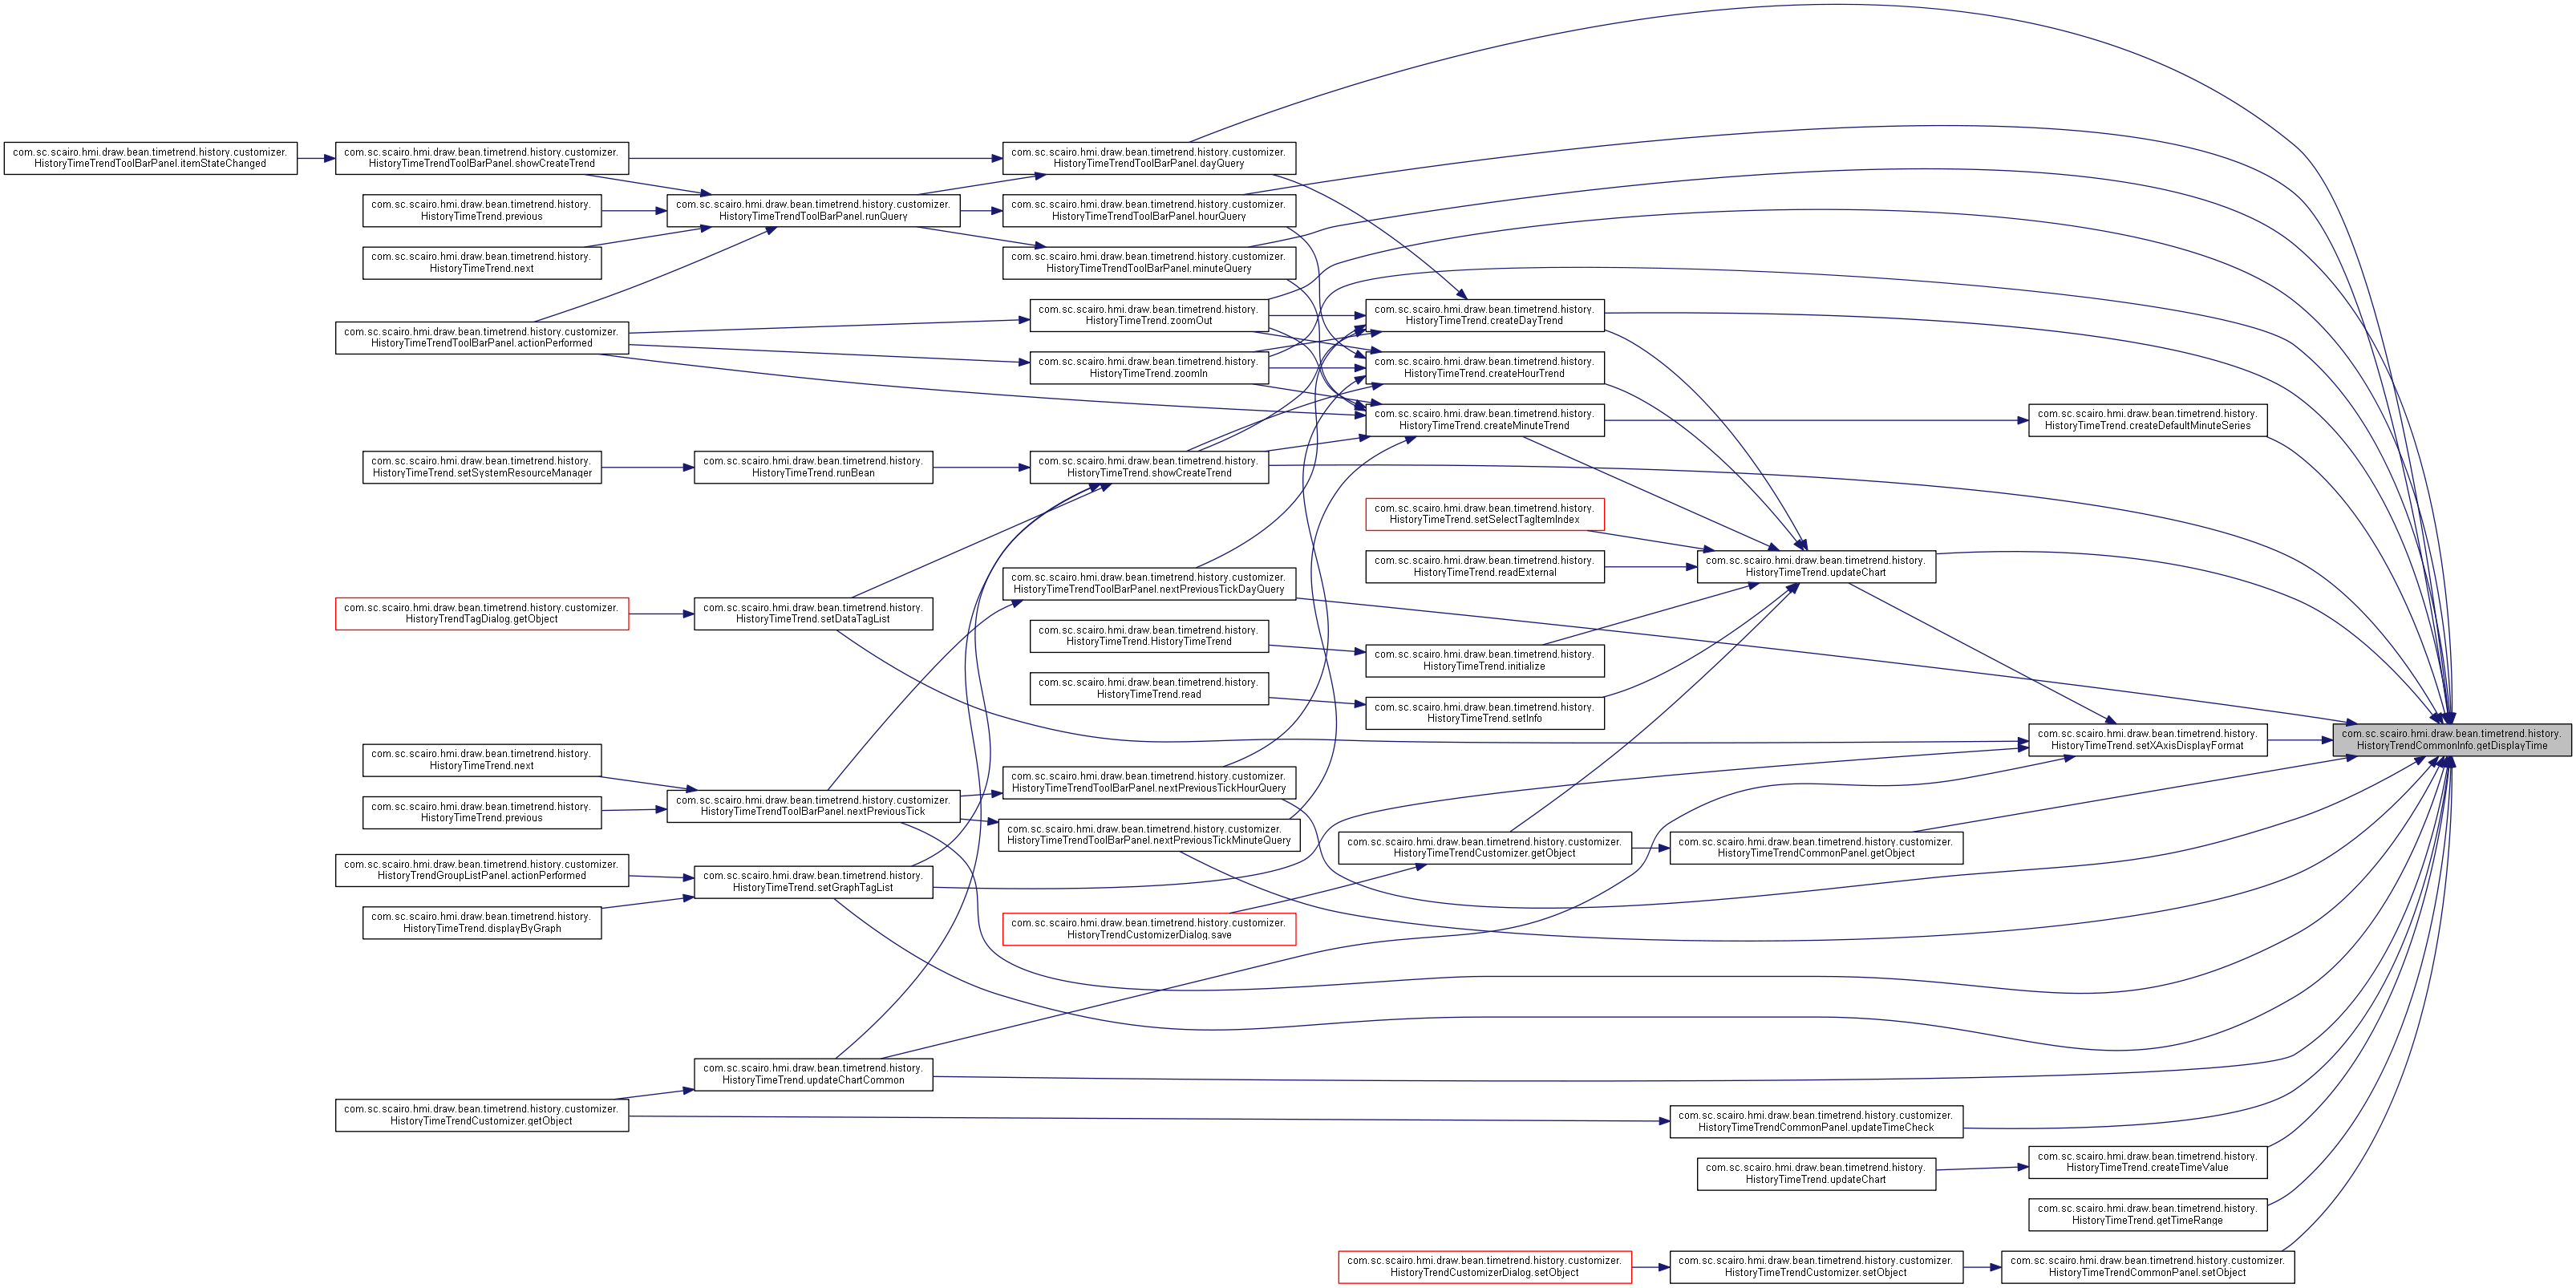 com.sc.scairo.hmi.draw.bean.timetrend.history.customizer.
HistoryTimeTrendToolBarPanel.itemStateChanged
com.sc.scairo.hmi.draw.bean.timetrend.history.customizer.
HistoryTimeTrendToolBarPanel.showCreateTrend
com.sc.scairo.hmi.draw.bean.timetrend.history.
HistoryTimeTrend.previous
com.sc.scairo.hmi.draw.bean.timetrend.history.
HistoryTimeTrend.next
com.sc.scairo.hmi.draw.bean.timetrend.history.customizer.
HistoryTimeTrendToolBarPanel.actionPerformed
com.sc.scairo.hmi.draw.bean.timetrend.history.
HistoryTimeTrend.setSystemResourceManager
com.sc.scairo.hmi.draw.bean.timetrend.history.customizer.
HistoryTrendTagDialog.getObject
com.sc.scairo.hmi.draw.bean.timetrend.history.
HistoryTimeTrend.next
com.sc.scairo.hmi.draw.bean.timetrend.history.
HistoryTimeTrend.previous
com.sc.scairo.hmi.draw.bean.timetrend.history.customizer.
HistoryTrendGroupListPanel.actionPerformed
com.sc.scairo.hmi.draw.bean.timetrend.history.
HistoryTimeTrend.displayByGraph
com.sc.scairo.hmi.draw.bean.timetrend.history.customizer.
HistoryTimeTrendCustomizer.getObject
com.sc.scairo.hmi.draw.bean.timetrend.history.customizer.
HistoryTimeTrendToolBarPanel.runQuery
com.sc.scairo.hmi.draw.bean.timetrend.history.
HistoryTimeTrend.runBean
com.sc.scairo.hmi.draw.bean.timetrend.history.
HistoryTimeTrend.setDataTagList
com.sc.scairo.hmi.draw.bean.timetrend.history.customizer.
HistoryTimeTrendToolBarPanel.nextPreviousTick
com.sc.scairo.hmi.draw.bean.timetrend.history.
HistoryTimeTrend.setGraphTagList
com.sc.scairo.hmi.draw.bean.timetrend.history.
HistoryTimeTrend.updateChartCommon
com.sc.scairo.hmi.draw.bean.timetrend.history.customizer.
HistoryTimeTrendToolBarPanel.dayQuery
com.sc.scairo.hmi.draw.bean.timetrend.history.customizer.
HistoryTimeTrendToolBarPanel.hourQuery
com.sc.scairo.hmi.draw.bean.timetrend.history.customizer.
HistoryTimeTrendToolBarPanel.minuteQuery
com.sc.scairo.hmi.draw.bean.timetrend.history.
HistoryTimeTrend.zoomOut
com.sc.scairo.hmi.draw.bean.timetrend.history.
HistoryTimeTrend.zoomIn
com.sc.scairo.hmi.draw.bean.timetrend.history.
HistoryTimeTrend.showCreateTrend
com.sc.scairo.hmi.draw.bean.timetrend.history.customizer.
HistoryTimeTrendToolBarPanel.nextPreviousTickDayQuery
com.sc.scairo.hmi.draw.bean.timetrend.history.
HistoryTimeTrend.HistoryTimeTrend
com.sc.scairo.hmi.draw.bean.timetrend.history.
HistoryTimeTrend.read
com.sc.scairo.hmi.draw.bean.timetrend.history.customizer.
HistoryTimeTrendToolBarPanel.nextPreviousTickHourQuery
com.sc.scairo.hmi.draw.bean.timetrend.history.customizer.
HistoryTimeTrendToolBarPanel.nextPreviousTickMinuteQuery
com.sc.scairo.hmi.draw.bean.timetrend.history.customizer.
HistoryTrendCustomizerDialog.save
com.sc.scairo.hmi.draw.bean.timetrend.history.
HistoryTimeTrend.createDayTrend
com.sc.scairo.hmi.draw.bean.timetrend.history.
HistoryTimeTrend.createHourTrend
com.sc.scairo.hmi.draw.bean.timetrend.history.
HistoryTimeTrend.createMinuteTrend
com.sc.scairo.hmi.draw.bean.timetrend.history.
HistoryTimeTrend.setSelectTagItemIndex
com.sc.scairo.hmi.draw.bean.timetrend.history.
HistoryTimeTrend.readExternal
com.sc.scairo.hmi.draw.bean.timetrend.history.
HistoryTimeTrend.initialize
com.sc.scairo.hmi.draw.bean.timetrend.history.
HistoryTimeTrend.setInfo
com.sc.scairo.hmi.draw.bean.timetrend.history.customizer.
HistoryTimeTrendCustomizer.getObject
com.sc.scairo.hmi.draw.bean.timetrend.history.customizer.
HistoryTrendCustomizerDialog.setObject
com.sc.scairo.hmi.draw.bean.timetrend.history.
HistoryTimeTrend.updateChart
com.sc.scairo.hmi.draw.bean.timetrend.history.customizer.
HistoryTimeTrendCommonPanel.getObject
com.sc.scairo.hmi.draw.bean.timetrend.history.customizer.
HistoryTimeTrendCommonPanel.updateTimeCheck
com.sc.scairo.hmi.draw.bean.timetrend.history.
HistoryTimeTrend.updateChart
com.sc.scairo.hmi.draw.bean.timetrend.history.customizer.
HistoryTimeTrendCustomizer.setObject
com.sc.scairo.hmi.draw.bean.timetrend.history.
HistoryTimeTrend.createDefaultMinuteSeries
com.sc.scairo.hmi.draw.bean.timetrend.history.
HistoryTimeTrend.setXAxisDisplayFormat
com.sc.scairo.hmi.draw.bean.timetrend.history.
HistoryTimeTrend.createTimeValue
com.sc.scairo.hmi.draw.bean.timetrend.history.
HistoryTimeTrend.getTimeRange
com.sc.scairo.hmi.draw.bean.timetrend.history.customizer.
HistoryTimeTrendCommonPanel.setObject
com.sc.scairo.hmi.draw.bean.timetrend.history.
HistoryTrendCommonInfo.getDisplayTime